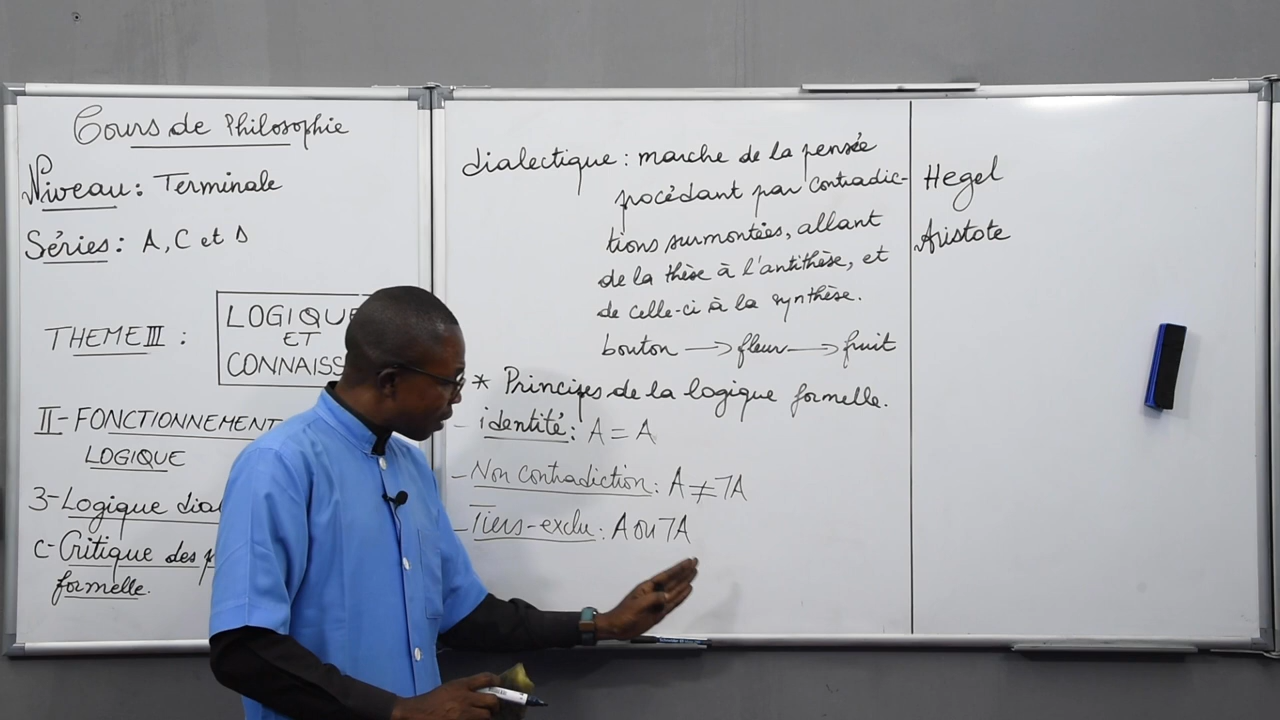 Cours de Philosophie
Niveau : Terminale
Séries : A, C et D
THEME III :
LOGIQUE
ET
CONNAISS
II- FONCTIONNEMENT
LOGIQUE
3- Logique dial
c- Critique des p
formelle.
dialectique : marche de la pensée
procédant par contradic-
tions surmontées, allant
de la thèse à l'antithèse, et
de celle-ci à la synthèse.
bouton → fleur → fruit
* Principes de la logique formelle.
- identité : A = A
- Non contradiction : A ≠ ㄱA
- Tiers-exclu : A ou ㄱA
Hegel
Aristote